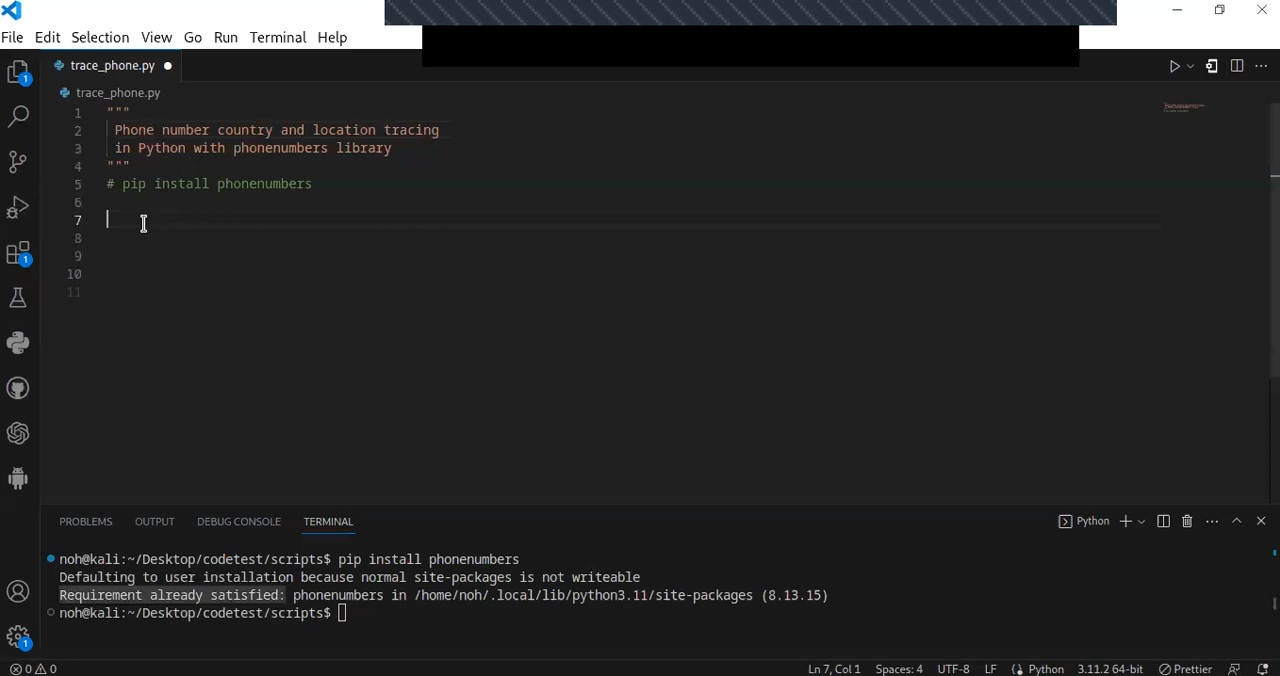 File Edit Selection View Go Run Terminal Help
trace_phone.py
trace_phone.py
1 """
2 Phone number country and location tracing
3 in Python with phonenumbers library
4 """
5 # pip install phonenumbers
6
7
8
9
10
11
1
1
PROBLEMS OUTPUT DEBUG CONSOLE TERMINAL Python
noh@kali:~/Desktop/codetest/scripts$ pip install phonenumbers
Defaulting to user installation because normal site-packages is not writeable
Requirement already satisfied: phonenumbers in /home/noh/.local/lib/python3.11/site-packages (8.13.15)
noh@kali:~/Desktop/codetest/scripts$
1
0 0 Ln 7, Col 1 Spaces: 4 UTF-8 LF Python 3.11.2 64-bit Prettier